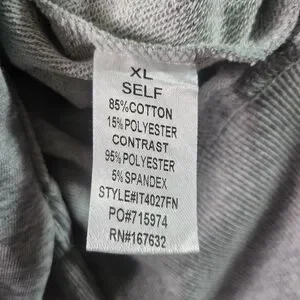 XL
SELF
85%COTTON
15%POLYESTER
CONTRAST
95%POLYESTER
5%SPANDEX
STYLE#IT4027FN
PO#715974
RN#167632